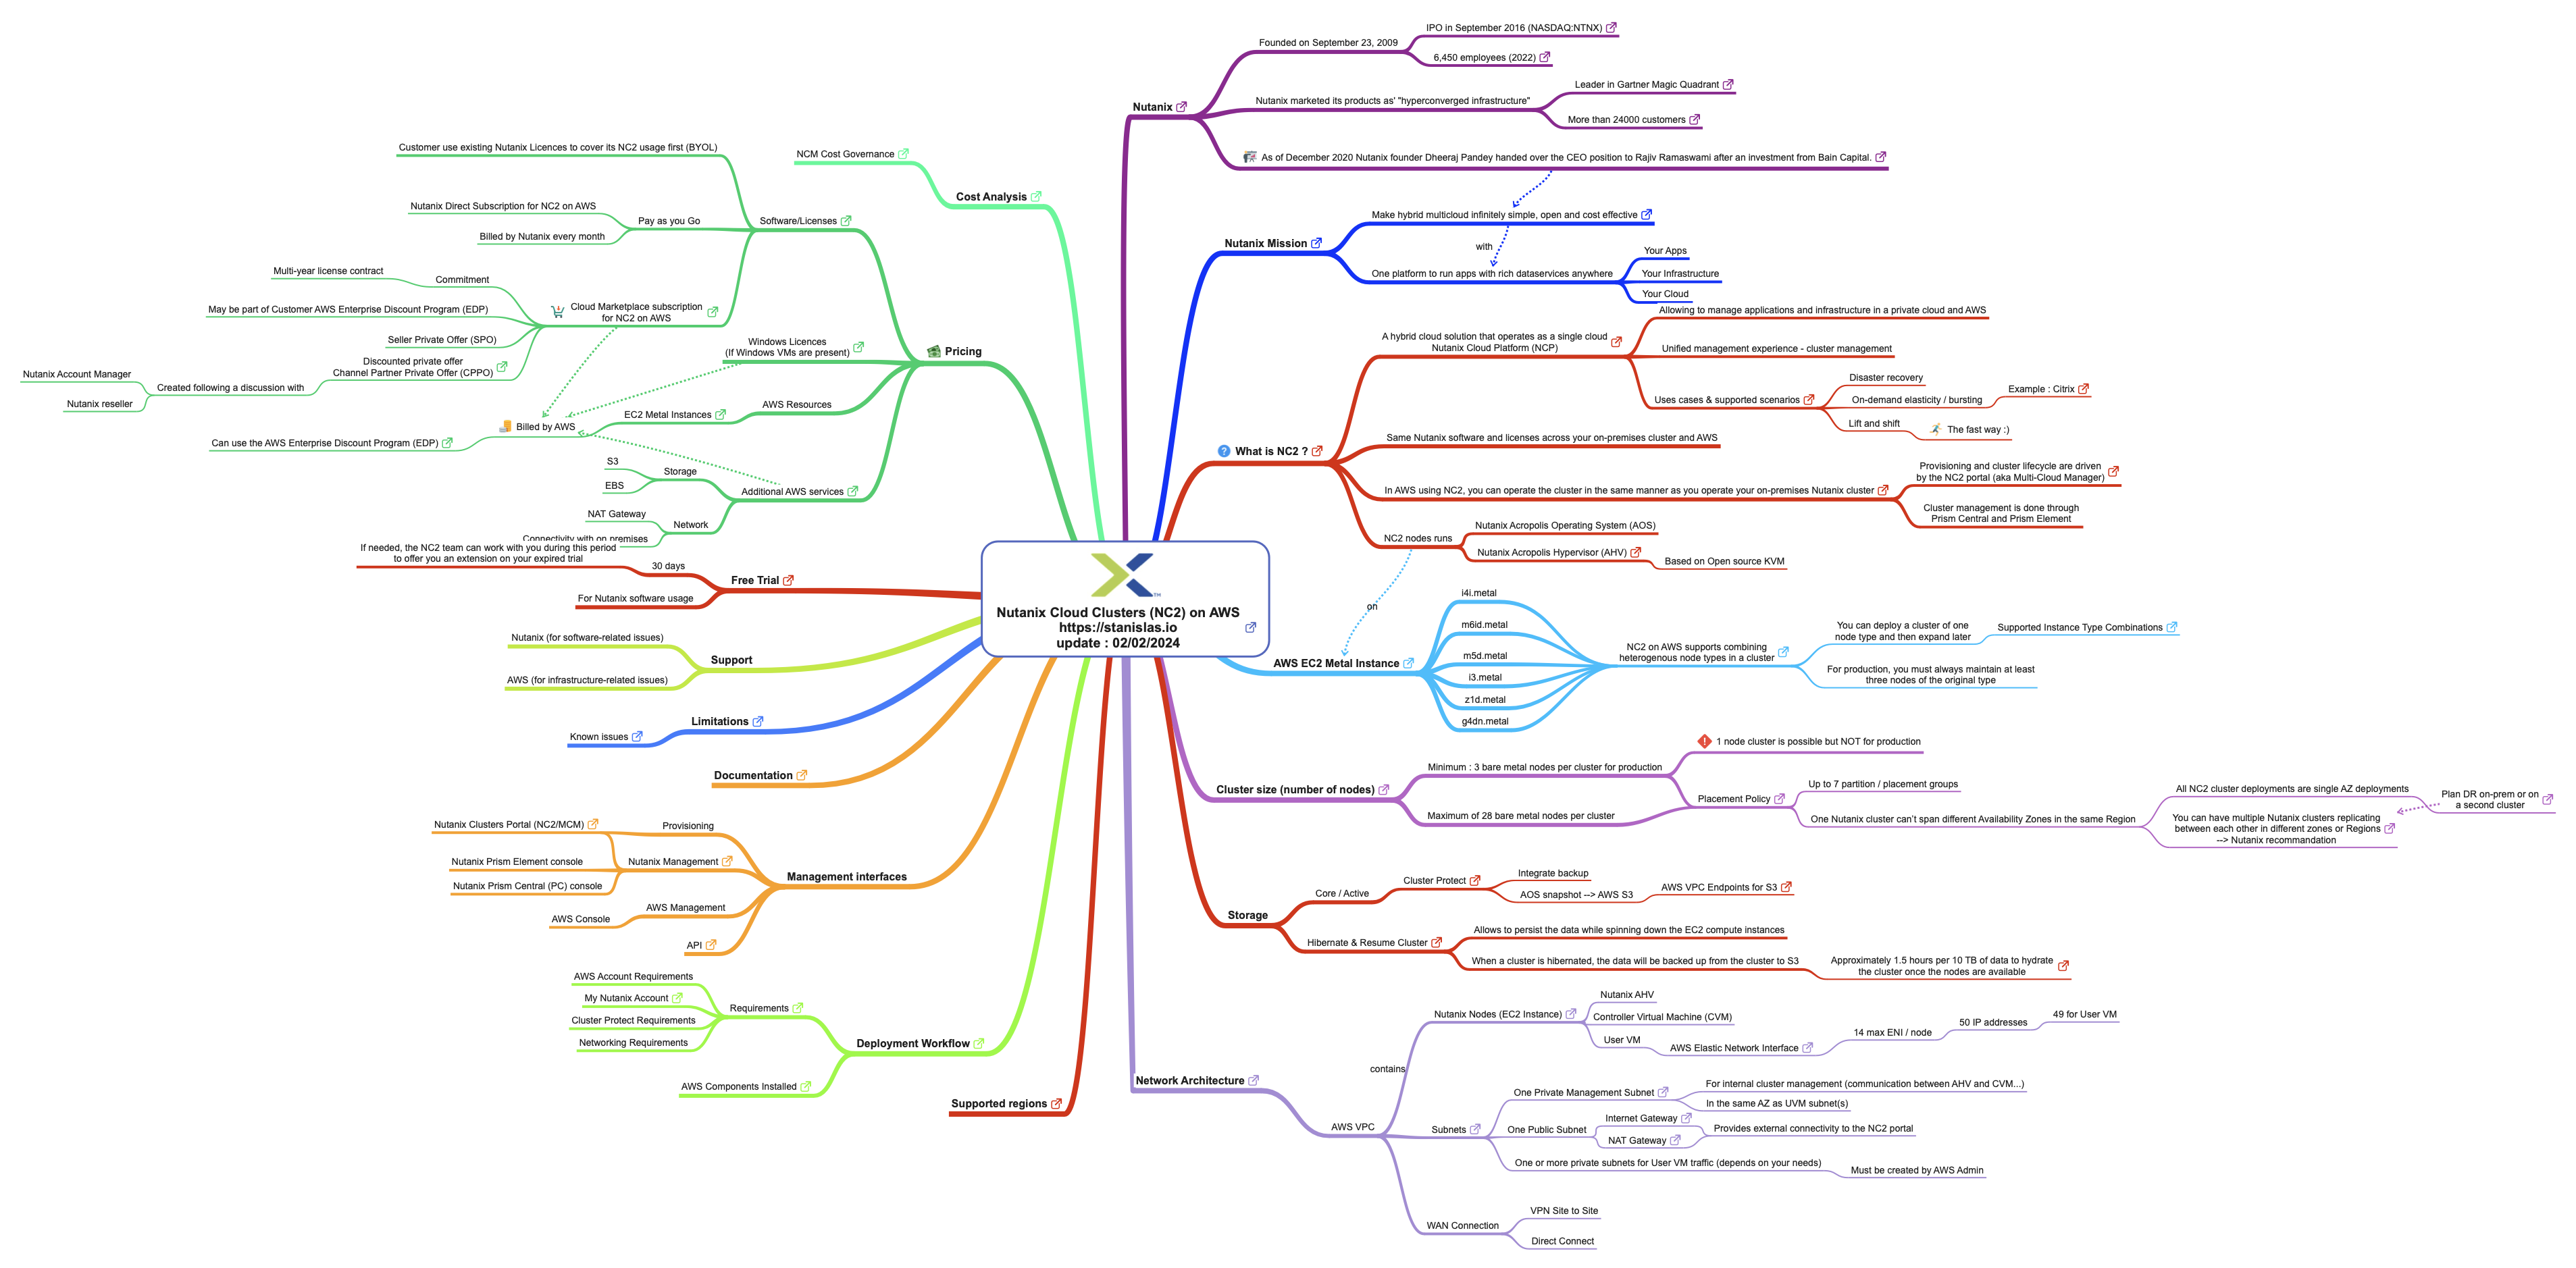 Nutanix Cloud Clusters (NC2) on AWS
https://stanislas.io
update : 02/02/2024
TM
Nutanix
Founded on September 23, 2009
IPO in September 2016 (NASDAQ:NTNX)
6,450 employees (2022)
Nutanix marketed its products as' "hyperconverged infrastructure"
Leader in Gartner Magic Quadrant
More than 24000 customers
As of December 2020 Nutanix founder Dheeraj Pandey handed over the CEO position to Rajiv Ramaswami after an investment from Bain Capital.
Nutanix Mission
Make hybrid multicloud infinitely simple, open and cost effective
with
One platform to run apps with rich dataservices anywhere
Your Apps
Your Infrastructure
Your Cloud
What is NC2 ?
A hybrid cloud solution that operates as a single cloud
Nutanix Cloud Platform (NCP)
Allowing to manage applications and infrastructure in a private cloud and AWS
Unified management experience - cluster management
Uses cases & supported scenarios
Disaster recovery
On-demand elasticity / bursting
Example : Citrix
Lift and shift
The fast way :)
Same Nutanix software and licenses across your on-premises cluster and AWS
In AWS using NC2, you can operate the cluster in the same manner as you operate your on-premises Nutanix cluster
Provisioning and cluster lifecycle are driven
by the NC2 portal (aka Multi-Cloud Manager)
Cluster management is done through
Prism Central and Prism Element
NC2 nodes runs
Nutanix Acropolis Operating System (AOS)
Nutanix Acropolis Hypervisor (AHV)
Based on Open source KVM
on
AWS EC2 Metal Instance
i4i.metal
m6id.metal
m5d.metal
i3.metal
z1d.metal
g4dn.metal
NC2 on AWS supports combining
heterogenous node types in a cluster
You can deploy a cluster of one
node type and then expand later
Supported Instance Type Combinations
For production, you must always maintain at least
three nodes of the original type
Cluster size (number of nodes)
Minimum : 3 bare metal nodes per cluster for production
1 node cluster is possible but NOT for production
Maximum of 28 bare metal nodes per cluster
Placement Policy
Up to 7 partition / placement groups
One Nutanix cluster can't span different Availability Zones in the same Region
All NC2 cluster deployments are single AZ deployments
Plan DR on-prem or on
a second cluster
You can have multiple Nutanix clusters replicating
between each other in different zones or Regions
--> Nutanix recommandation
Storage
Core / Active
Cluster Protect
Integrate backup
AOS snapshot --> AWS S3
AWS VPC Endpoints for S3
Hibernate & Resume Cluster
Allows to persist the data while spinning down the EC2 compute instances
When a cluster is hibernated, the data will be backed up from the cluster to S3
Approximately 1.5 hours per 10 TB of data to hydrate
the cluster once the nodes are available
Network Architecture
AWS VPC
contains
Nutanix Nodes (EC2 Instance)
Nutanix AHV
Controller Virtual Machine (CVM)
User VM
AWS Elastic Network Interface
14 max ENI / node
50 IP addresses
49 for User VM
Subnets
One Private Management Subnet
For internal cluster management (communication between AHV and CVM...)
In the same AZ as UVM subnet(s)
One Public Subnet
Internet Gateway
NAT Gateway
Provides external connectivity to the NC2 portal
One or more private subnets for User VM traffic (depends on your needs)
Must be created by AWS Admin
WAN Connection
VPN Site to Site
Direct Connect
Cost Analysis
NCM Cost Governance
Pricing
Software/Licenses
Customer use existing Nutanix Licences to cover its NC2 usage first (BYOL)
Pay as you Go
Nutanix Direct Subscription for NC2 on AWS
Billed by Nutanix every month
Cloud Marketplace subscription
for NC2 on AWS
Commitment
Multi-year license contract
May be part of Customer AWS Enterprise Discount Program (EDP)
Seller Private Offer (SPO)
Discounted private offer
Channel Partner Private Offer (CPPO)
Created following a discussion with
Nutanix Account Manager
Nutanix reseller
Windows Licences
(If Windows VMs are present)
AWS Resources
EC2 Metal Instances
Billed by AWS
Can use the AWS Enterprise Discount Program (EDP)
Additional AWS services
Storage
S3
EBS
Network
NAT Gateway
Connectivity with on premises
Free Trial
30 days
If needed, the NC2 team can work with you during this period
to offer you an extension on your expired trial
For Nutanix software usage
Support
Nutanix (for software-related issues)
AWS (for infrastructure-related issues)
Limitations
Known issues
Documentation
Management interfaces
Provisioning
Nutanix Clusters Portal (NC2/MCM)
Nutanix Management
Nutanix Prism Element console
Nutanix Prism Central (PC) console
AWS Management
AWS Console
API
Deployment Workflow
Requirements
AWS Account Requirements
My Nutanix Account
Cluster Protect Requirements
Networking Requirements
AWS Components Installed
Supported regions